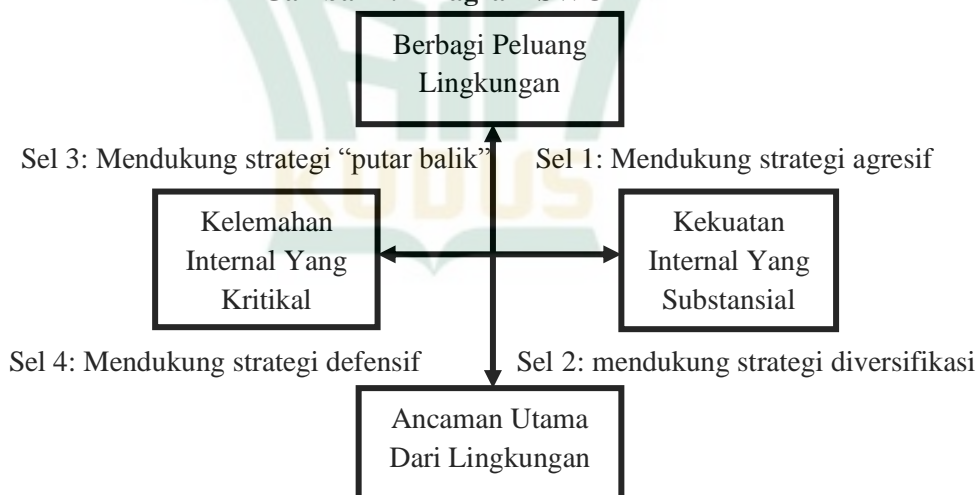 Berbagi Peluang
Lingkungan
Sel 3: Mendukung strategi “putar balik”
Sel 1: Mendukung strategi agresif
KUDUS
Kelemahan
Internal Yang
Kritikal
Kekuatan
Internal Yang
Substansial
Sel 4: Mendukung strategi defensif
Sel 2: mendukung strategi diversifikasi
Ancaman Utama
Dari Lingkungan